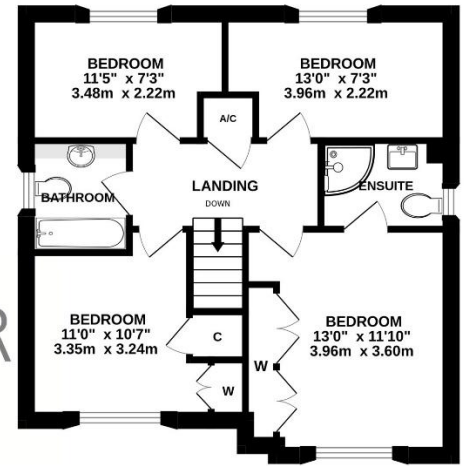 BEDROOM
11'5" x 7'3"
3.48m x 2.22m
BEDROOM
13'0" x 7'3"
3.96m x 2.22m
A/C
BATHROOM
LANDING
DOWN
ENSUITE
BEDROOM
11'0" x 10'7"
3.35m x 3.24m
C
W
W
BEDROOM
13'0" x 11'10"
3.96m x 3.60m
R